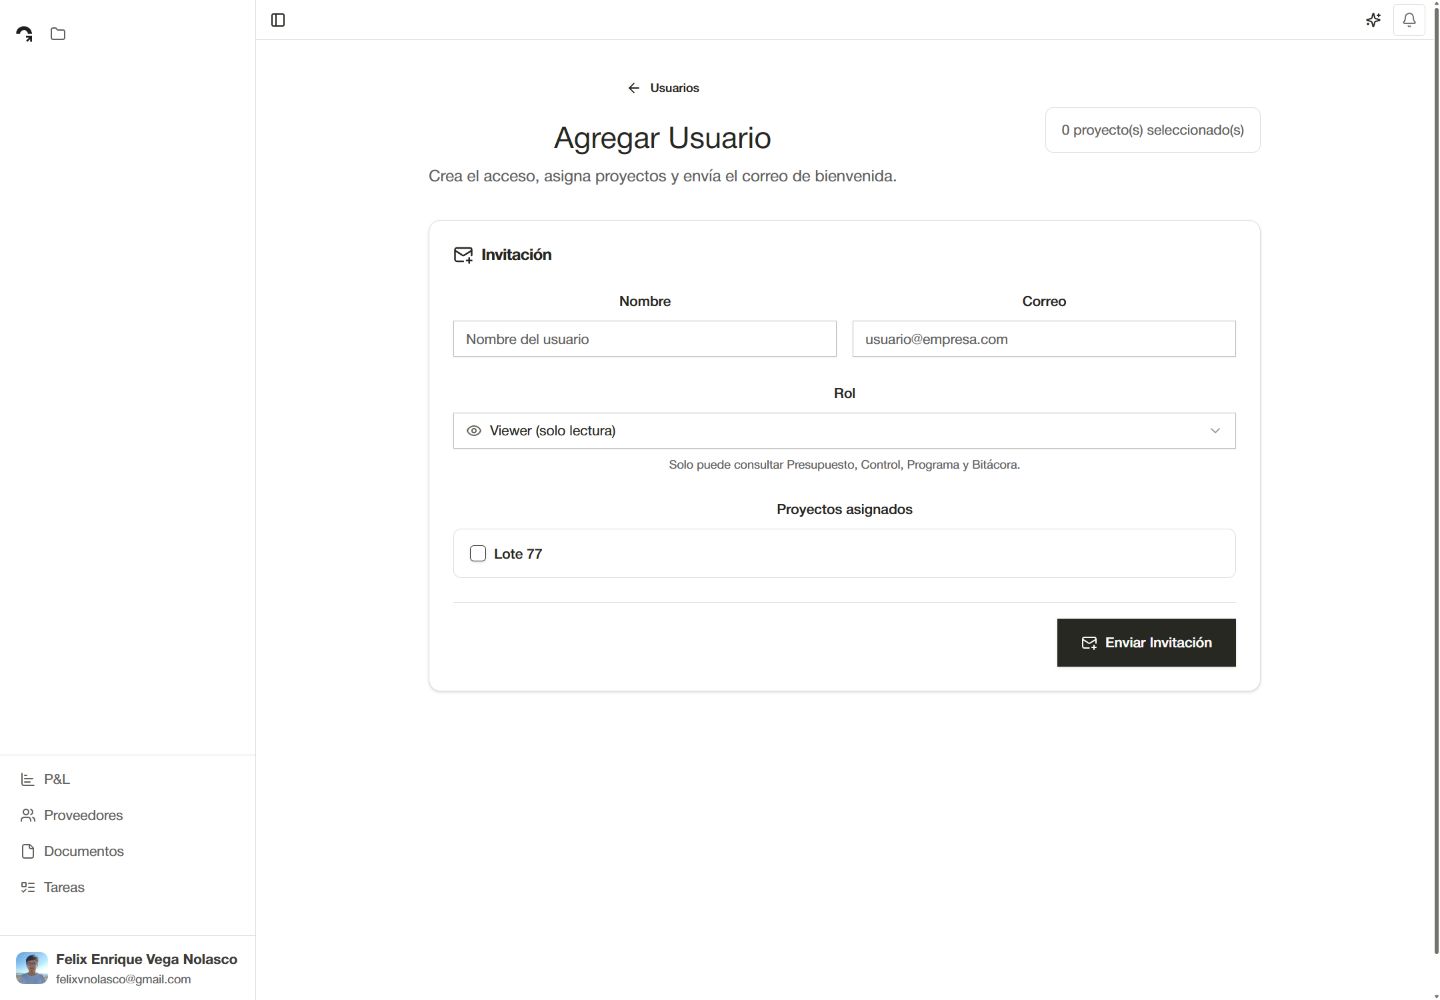 Usuarios
Agregar Usuario
0 proyecto(s) seleccionado(s)
Crea el acceso, asigna proyectos y envía el correo de bienvenida.
Invitación
Nombre
Correo
Nombre del usuario
usuario@empresa.com
Rol
Viewer (solo lectura)
Solo puede consultar Presupuesto, Control, Programa y Bitácora.
Proyectos asignados
Lote 77
Enviar Invitación
P&L
Proveedores
Documentos
Tareas
Felix Enrique Vega Nolasco
felixvnolasco@gmail.com